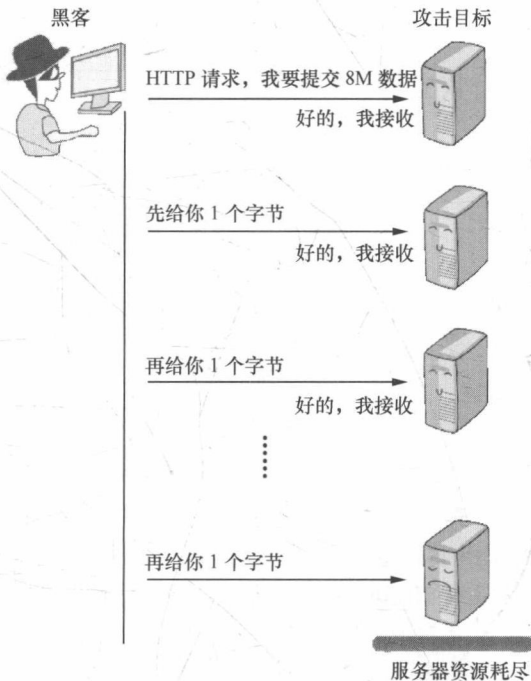 黑客
攻击目标
HTTP 请求，我要提交 8M 数据
好的，我接收
先给你 1 个字节
好的，我接收
再给你 1 个字节
好的，我接收
再给你 1 个字节
服务器资源耗尽